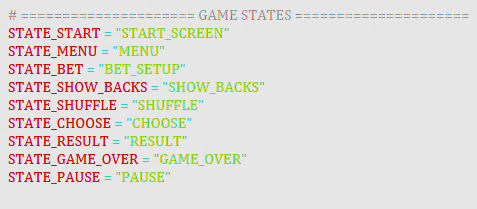 # ===================== GAME STATES =====================
STATE_START = "START_SCREEN"
STATE_MENU = "MENU"
STATE_BET = "BET_SETUP"
STATE_SHOW_BACKS = "SHOW_BACKS"
STATE_SHUFFLE = "SHUFFLE"
STATE_CHOOSE = "CHOOSE"
STATE_RESULT = "RESULT"
STATE_GAME_OVER = "GAME_OVER"
STATE_PAUSE = "PAUSE"